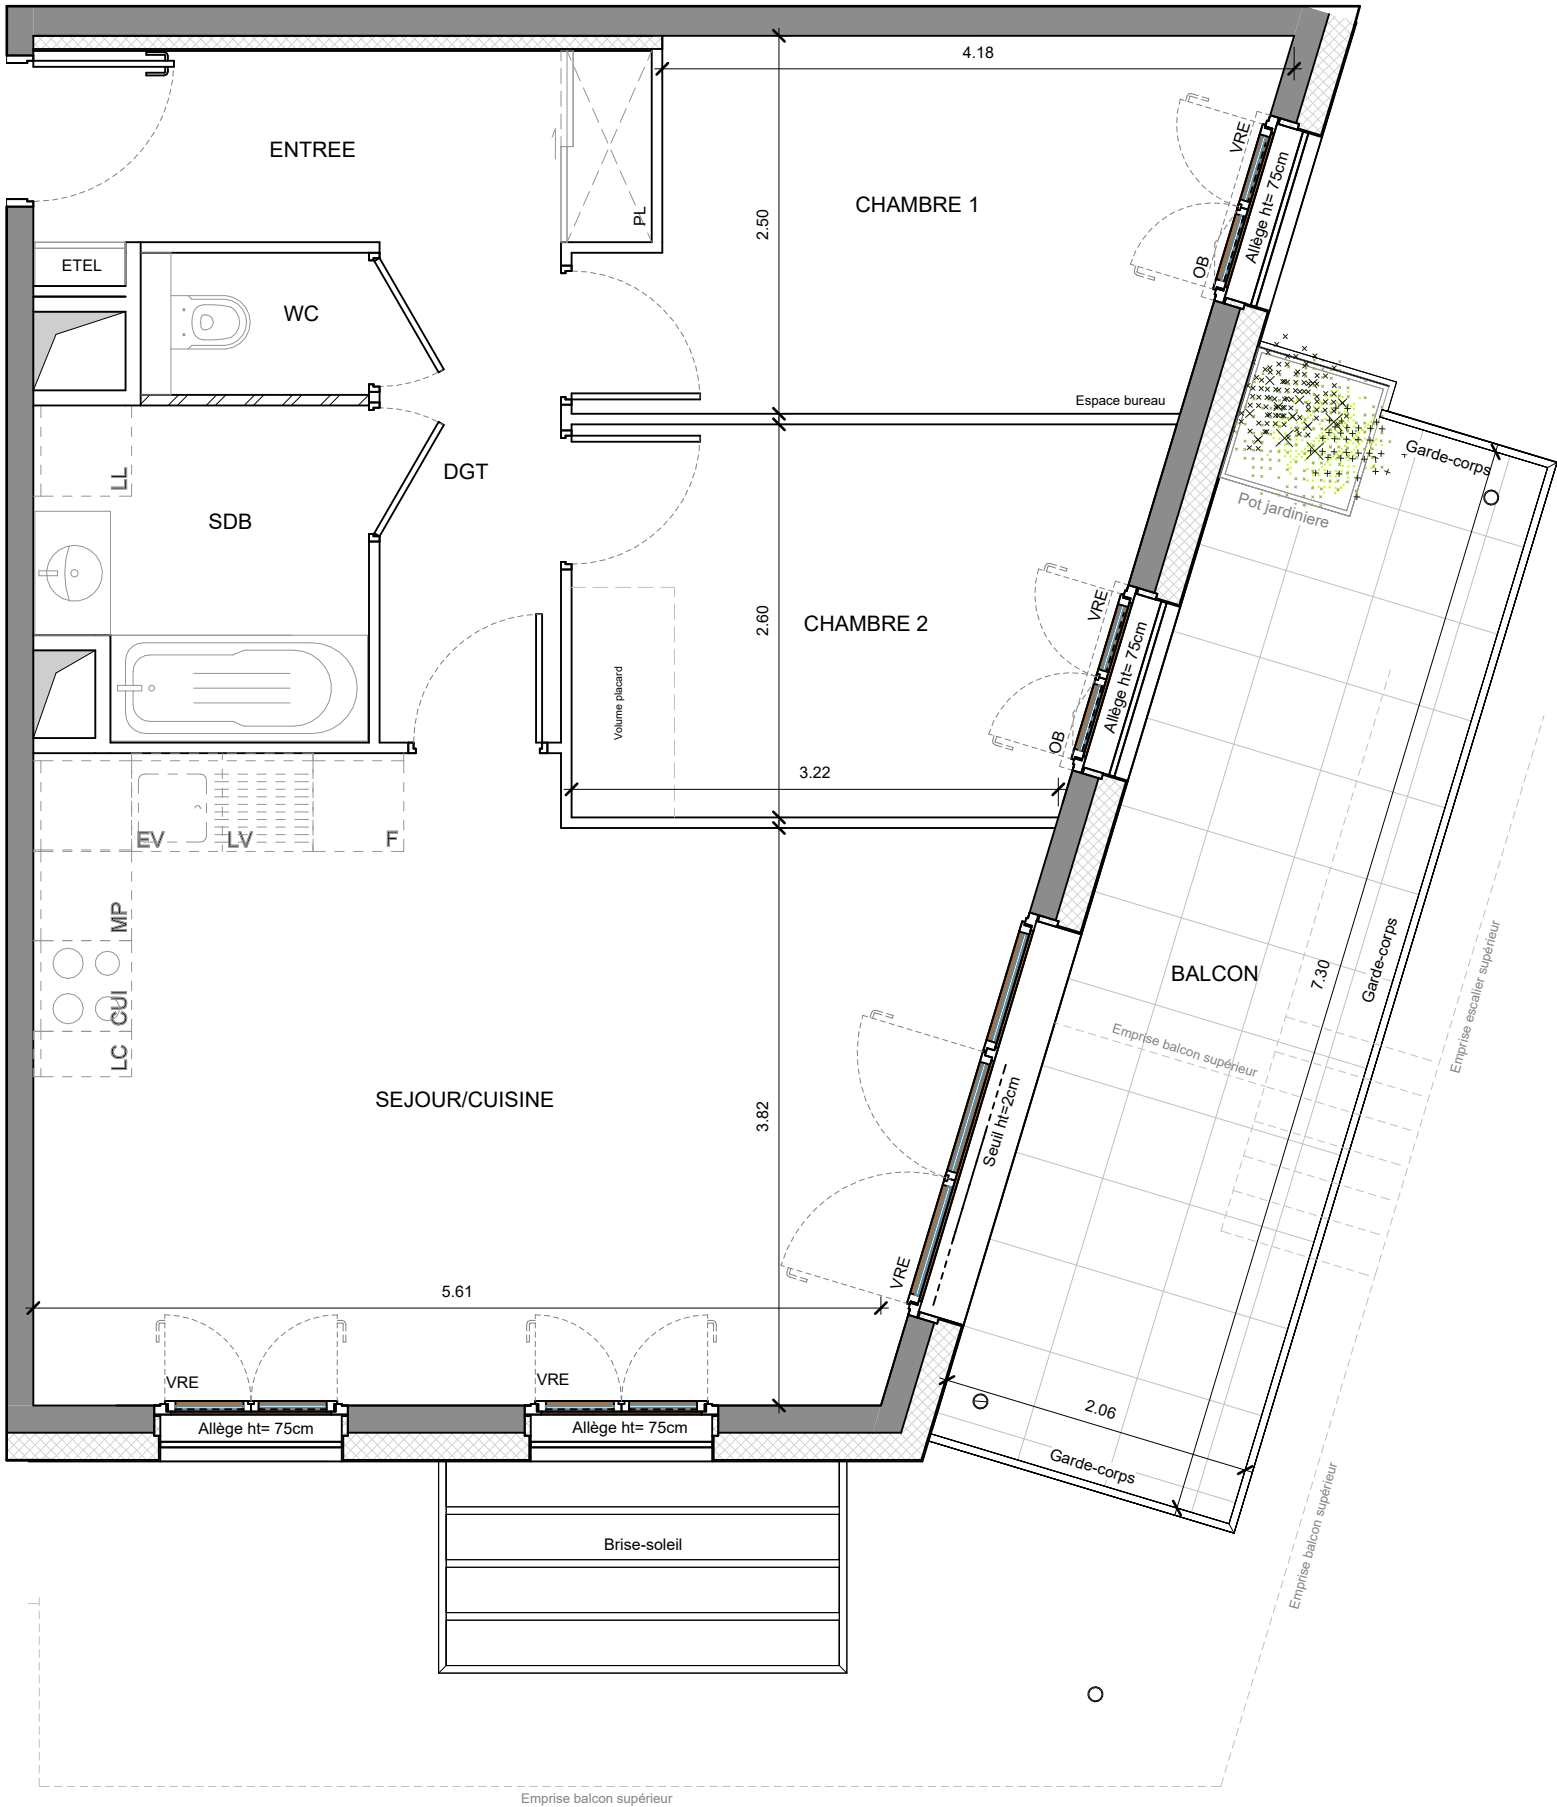 4.18
ENTREE
VRE
Allège ht= 75cm
CHAMBRE 1
PL
2.50
ETEL
OB
WC
Espace bureau
Garde-corps
LL
DGT
Pot jardiniere
SDB
VRE
CHAMBRE 2
2.60
Allège ht= 75cm
Volume placard
OB
3.22
EV
LV
F
MP
BALCON
7.30
Garde-corps
Emprise escalier supérieur
CUI
Emprise balcon supérieur
LC
SEJOUR/CUISINE
3.82
Seuil ht=2cm
VRE
5.61
VRE
VRE
2.06
Allège ht= 75cm
Allège ht= 75cm
Garde-corps
Brise-soleil
Emprise balcon supérieur
Emprise balcon supérieur